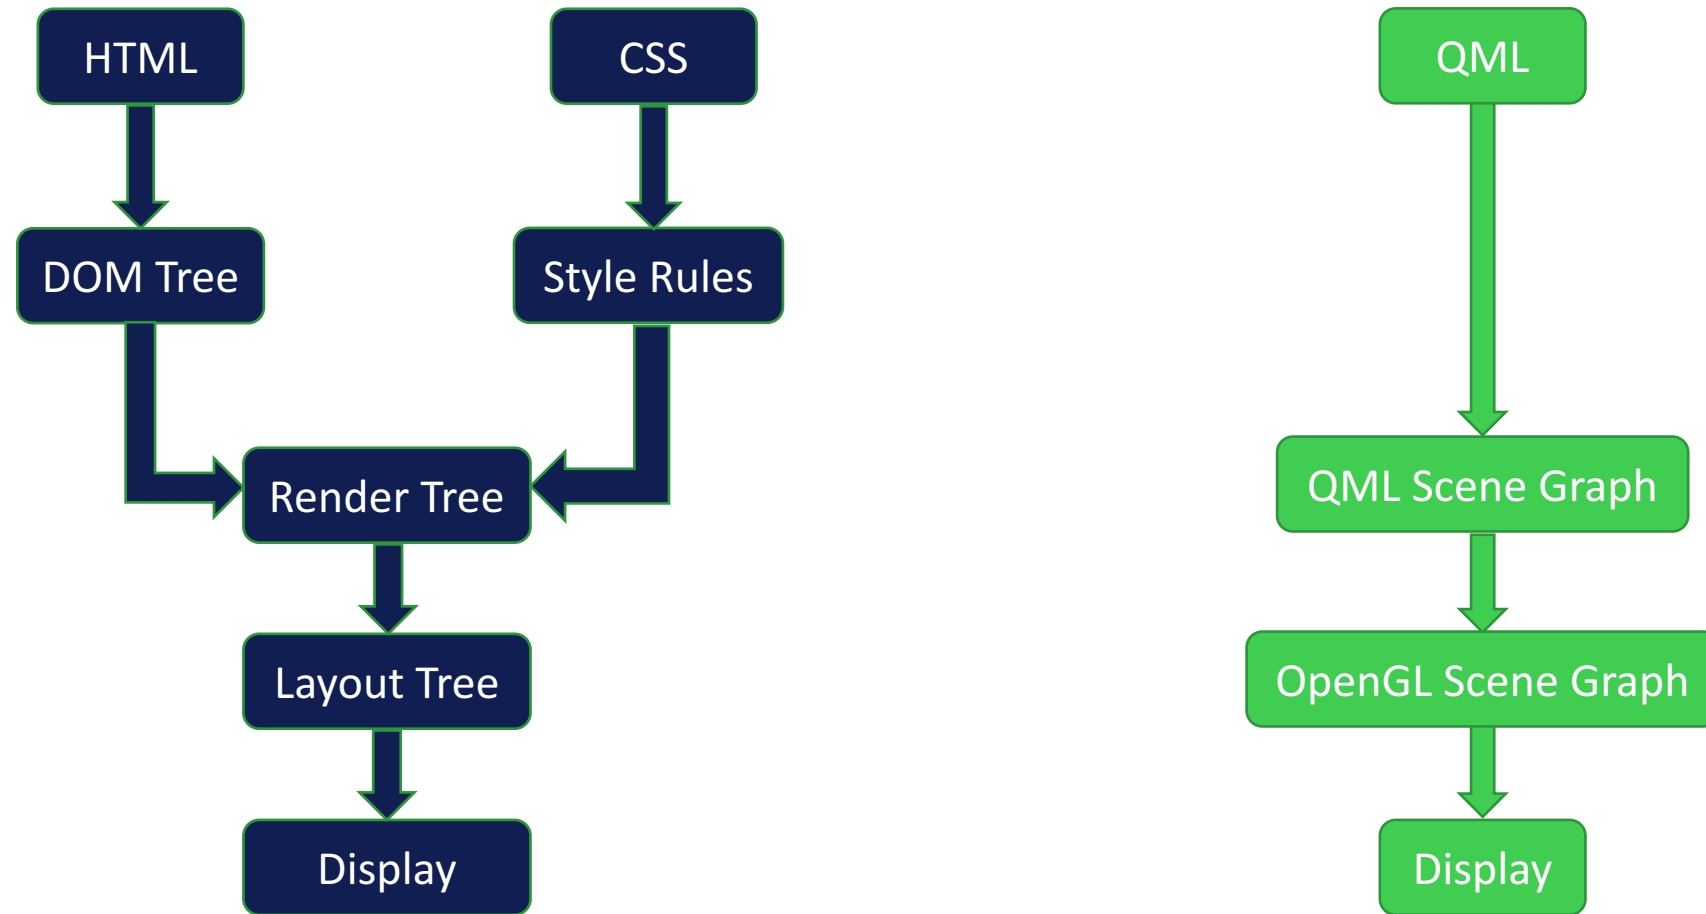 HTML
CSS
QML
DOM Tree
Style Rules
Render Tree
QML Scene Graph
Layout Tree
OpenGL Scene Graph
Display
Display